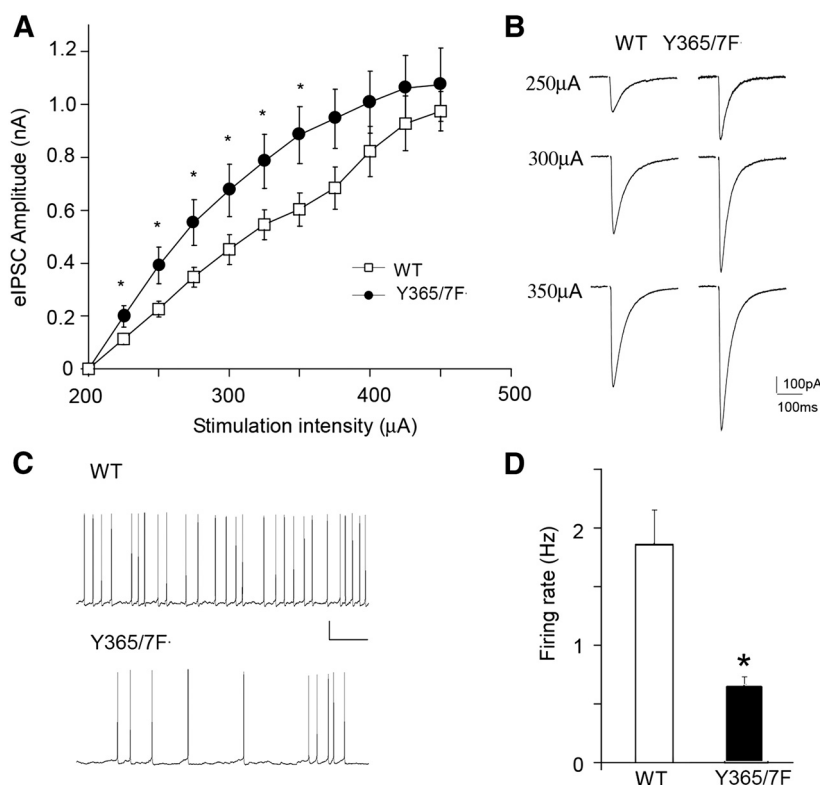 A
eIPSC Amplitude (nA)
1.2
1.0
0.8
0.6
0.4
0.2
0
* * * * * *
WT
Y365/7F
200 300 400 500
Stimulation intensity (µA)
B
WT Y365/7F
250µA
300µA
350µA
100pA
100ms
C
WT
Y365/7F
D
Firing rate (Hz)
2
1
0
*
WT Y365/7F